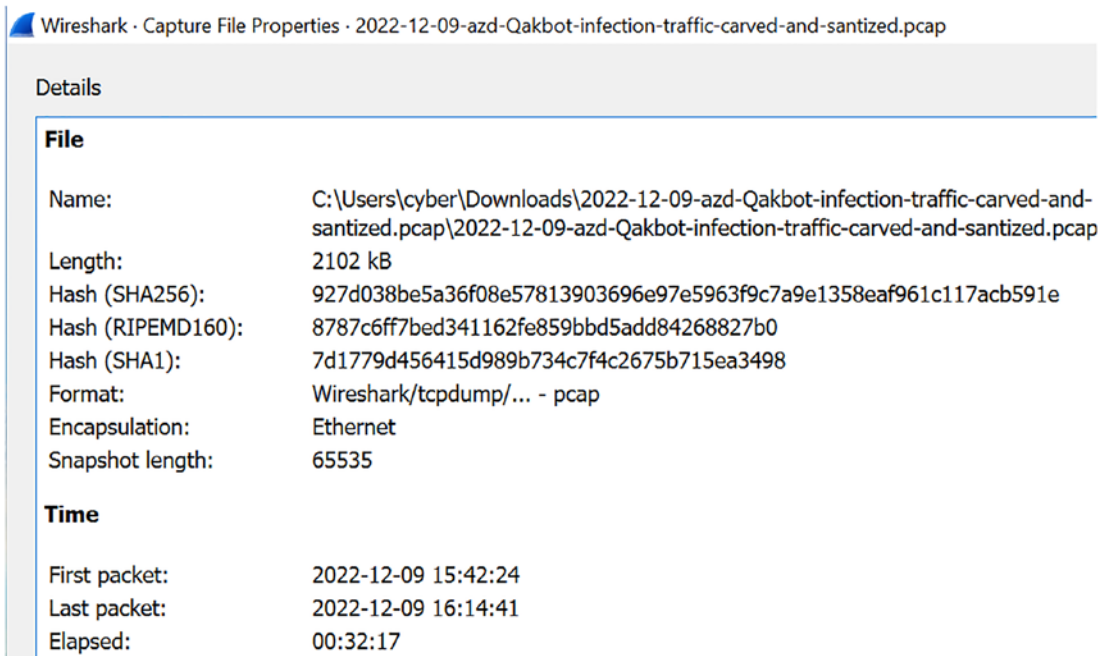 Wireshark · Capture File Properties · 2022-12-09-azd-Qakbot-infection-traffic-carved-and-santized.pcap
Details
File
Name: C:\Users\cyber\Downloads\2022-12-09-azd-Qakbot-infection-traffic-carved-and-
santized.pcap\2022-12-09-azd-Qakbot-infection-traffic-carved-and-santized.pcap
Length: 2102 kB
Hash (SHA256): 927d038be5a36f08e57813903696e97e5963f9c7a9e1358eaf961c117acb591e
Hash (RIPEMD160): 8787c6ff7bed341162fe859bbd5add84268827b0
Hash (SHA1): 7d1779d456415d989b734c7f4c2675b715ea3498
Format: Wireshark/tcpdump/... - pcap
Encapsulation: Ethernet
Snapshot length: 65535
Time
First packet: 2022-12-09 15:42:24
Last packet: 2022-12-09 16:14:41
Elapsed: 00:32:17